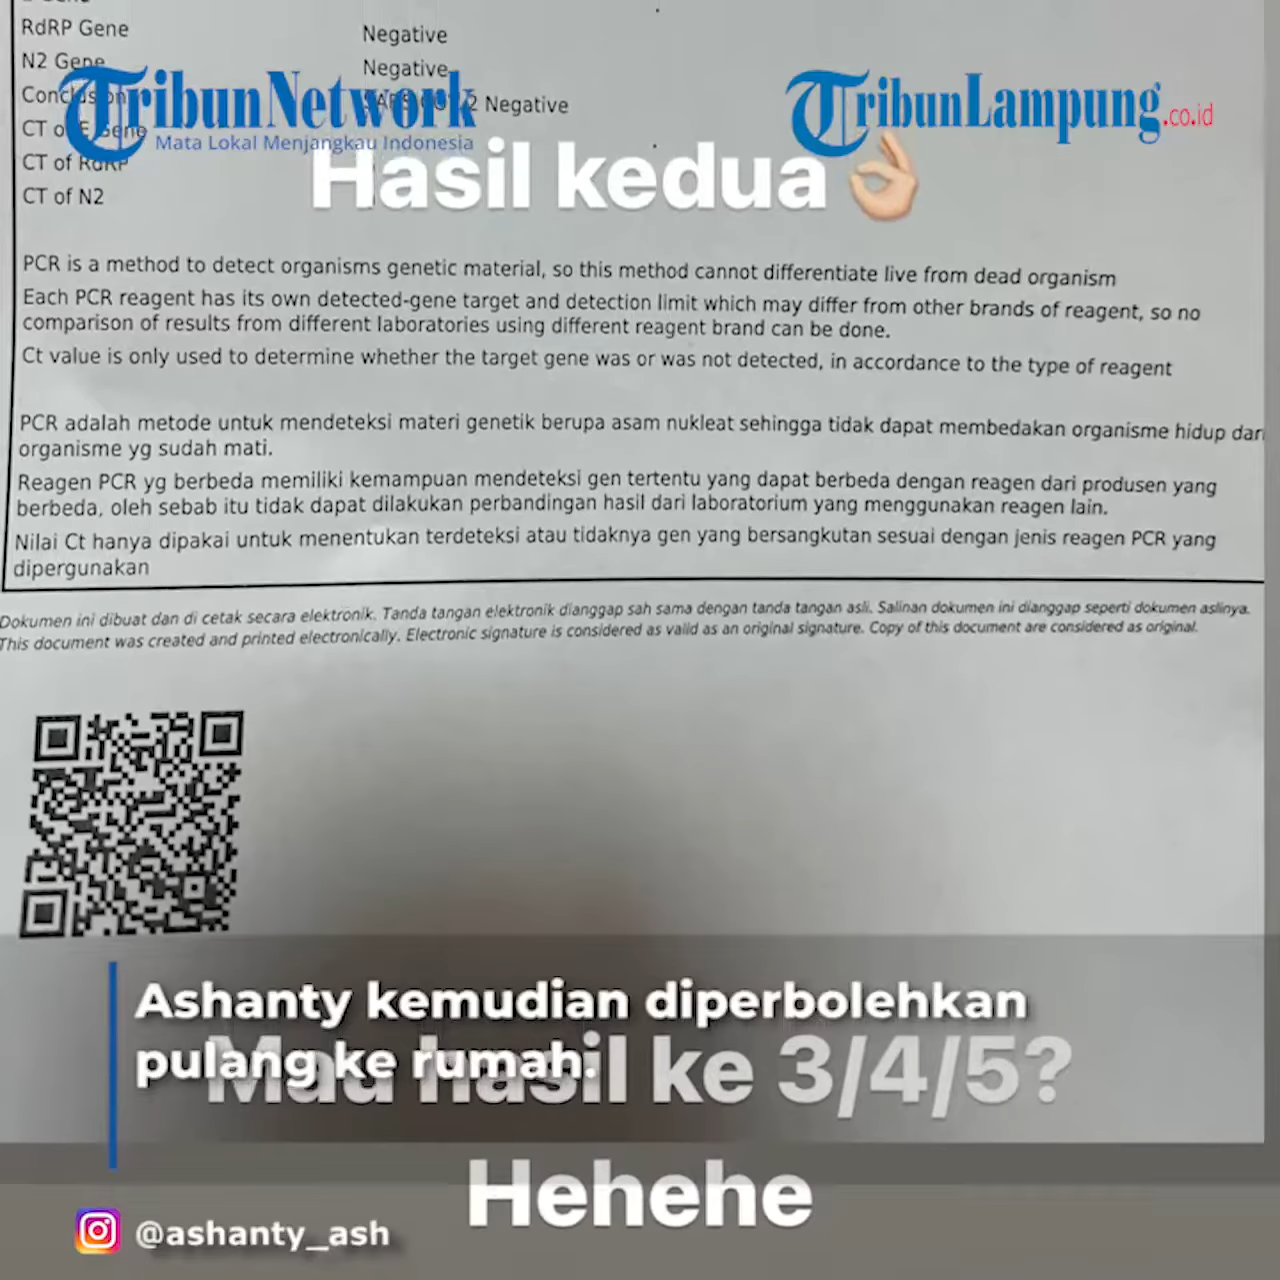 RdRP Gene Negative
N2 Gene Negative
Conclusion SARS-COV-2 Negative
CT of E Gene
CT of RdRP
CT of N2
TribunNetwork
Mata Lokal Menjangkau Indonesia
TribunLampung.co.id
Hasil kedua👌🏻
PCR is a method to detect organisms genetic material, so this method cannot differentiate live from dead organism
Each PCR reagent has its own detected-gene target and detection limit which may differ from other brands of reagent, so no
comparison of results from different laboratories using different reagent brand can be done.
Ct value is only used to determine whether the target gene was or was not detected, in accordance to the type of reagent
PCR adalah metode untuk mendeteksi materi genetik berupa asam nukleat sehingga tidak dapat membedakan organisme hidup dari
organisme yg sudah mati.
Reagen PCR yg berbeda memiliki kemampuan mendeteksi gen tertentu yang dapat berbeda dengan reagen dari produsen yang
berbeda, oleh sebab itu tidak dapat dilakukan perbandingan hasil dari laboratorium yang menggunakan reagen lain.
Nilai Ct hanya dipakai untuk menentukan terdeteksi atau tidaknya gen yang bersangkutan sesuai dengan jenis reagen PCR yang
dipergunakan
Dokumen ini dibuat dan di cetak secara elektronik. Tanda tangan elektronik dianggap sah sama dengan tanda tangan asli. Salinan dokumen ini dianggap seperti dokumen aslinya.
This document was created and printed electronically. Electronic signature is considered as valid as an original signature. Copy of this document are considered as original.
Ashanty kemudian diperbolehkan
pulang ke rumah.
Mau hasil ke 3/4/5?
Hehehe
@ashanty_ash